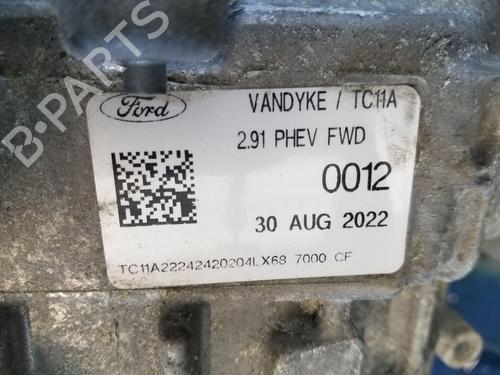 B-PARTS
Ford
VANDYKE / TC11A
2.91 PHEV FWD
0012
30 AUG 2022
TC11A22242420204LX68 7000 CF